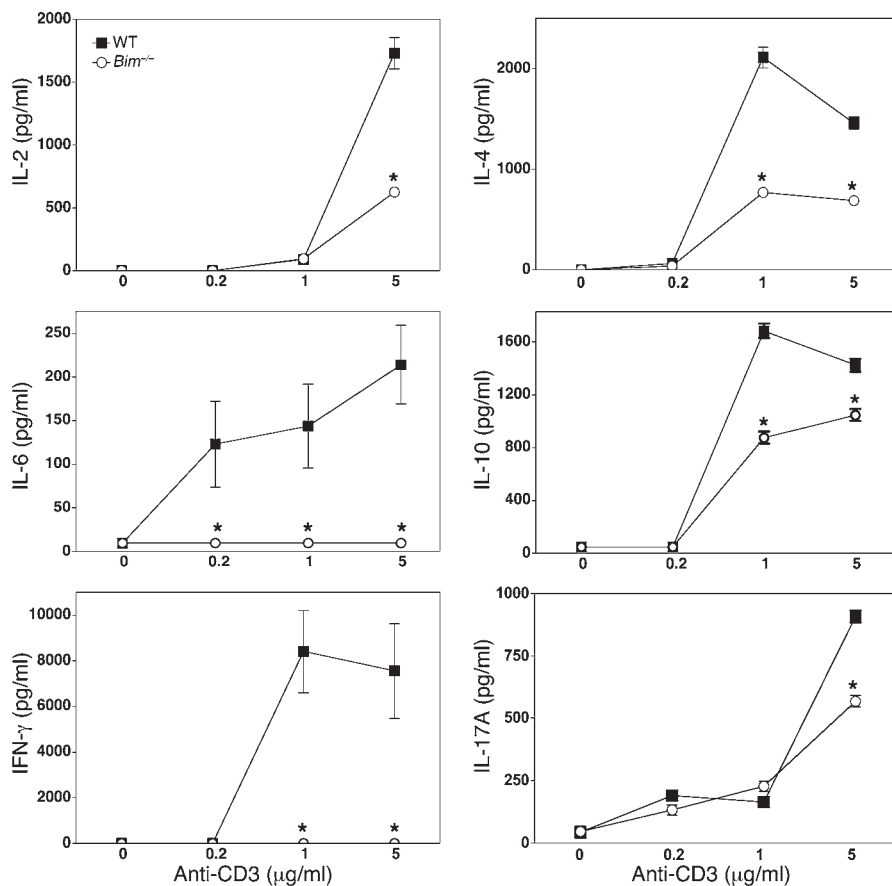 2000
1500
1000
500
0
IL-2 (pg/ml)
WT
Bim⁻/⁻
*
0 0.2 1 5
2000
1000
0
IL-4 (pg/ml)
* *
0 0.2 1 5
250
200
150
100
50
0
IL-6 (pg/ml)
* * *
0 0.2 1 5
1600
1200
800
400
0
IL-10 (pg/ml)
* *
0 0.2 1 5
10000
8000
6000
4000
2000
0
IFN-γ (pg/ml)
* *
0 0.2 1 5
Anti-CD3 (μg/ml)
1000
750
500
250
0
IL-17A (pg/ml)
*
0 0.2 1 5
Anti-CD3 (μg/ml)